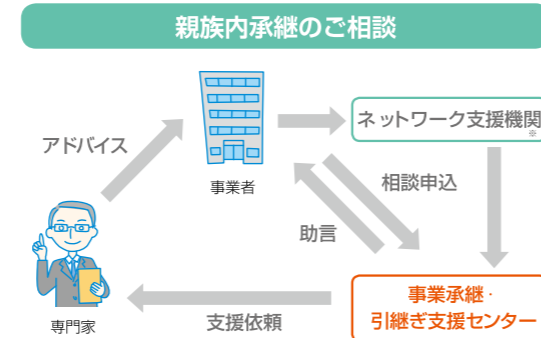 親族内承継のご相談
アドバイス
事業者
ネットワーク支援機関
※
相談申込
助言
専門家
支援依頼
事業承継・
引継ぎ支援センター